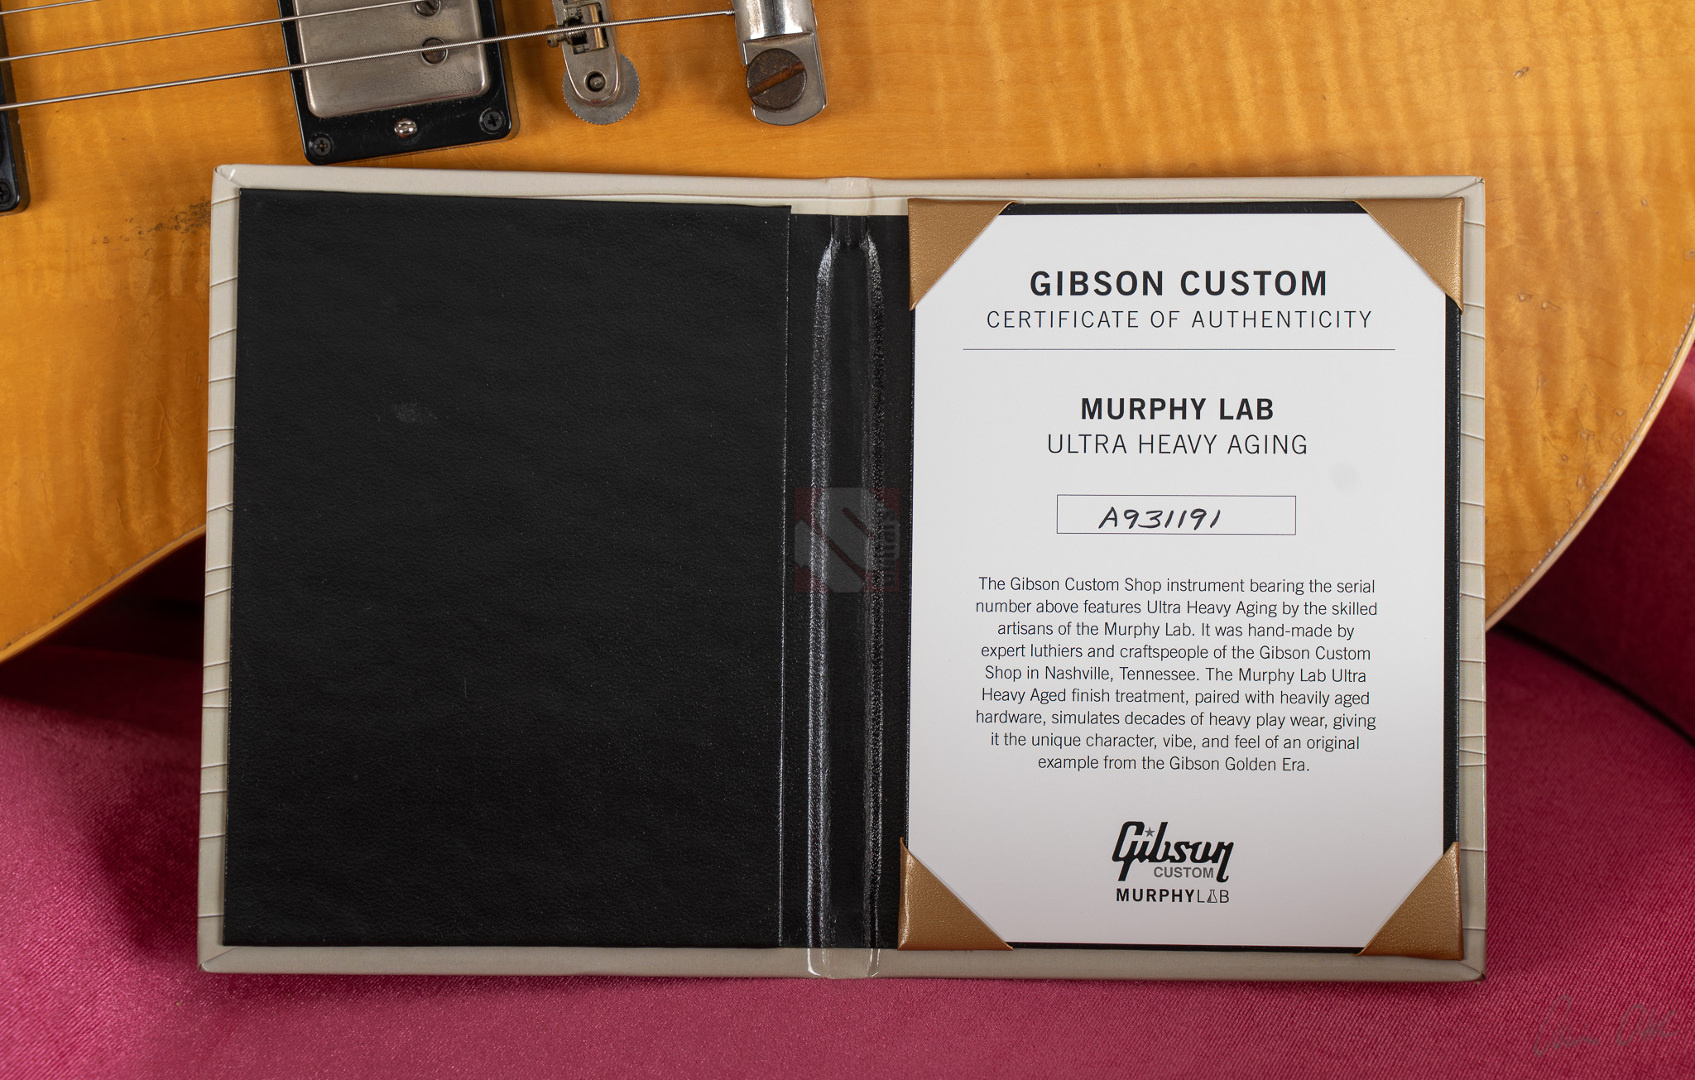 GIBSON CUSTOM
CERTIFICATE OF AUTHENTICITY
MURPHY LAB
ULTRA HEAVY AGING
A931191
The Gibson Custom Shop instrument bearing the serial
number above features Ultra Heavy Aging by the skilled
artisans of the Murphy Lab. It was hand-made by
expert luthiers and craftspeople of the Gibson Custom
Shop in Nashville, Tennessee. The Murphy Lab Ultra
Heavy Aged finish treatment, paired with heavily aged
hardware, simulates decades of heavy play wear, giving
it the unique character, vibe, and feel of an original
example from the Gibson Golden Era.
Gibson
CUSTOM
MURPHYLAB